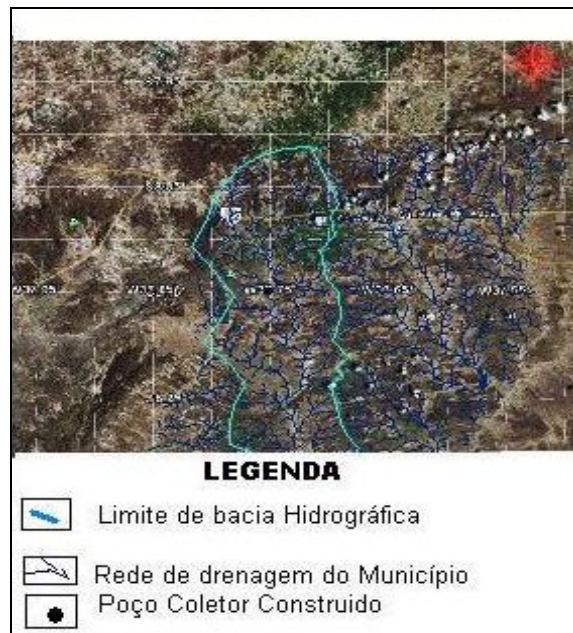 LEGENDA
Limite de bacia Hidrográfica
Rede de drenagem do Município
Poço Coletor Construido